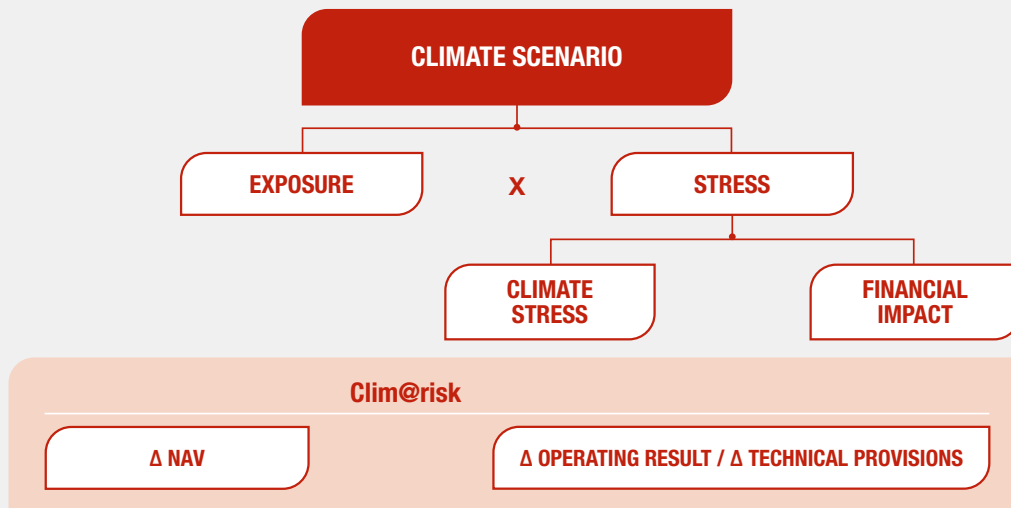 CLIMATE SCENARIO
EXPOSURE
X
STRESS
CLIMATE
STRESS
FINANCIAL
IMPACT
Clim@risk
Δ NAV
Δ OPERATING RESULT / Δ TECHNICAL PROVISIONS